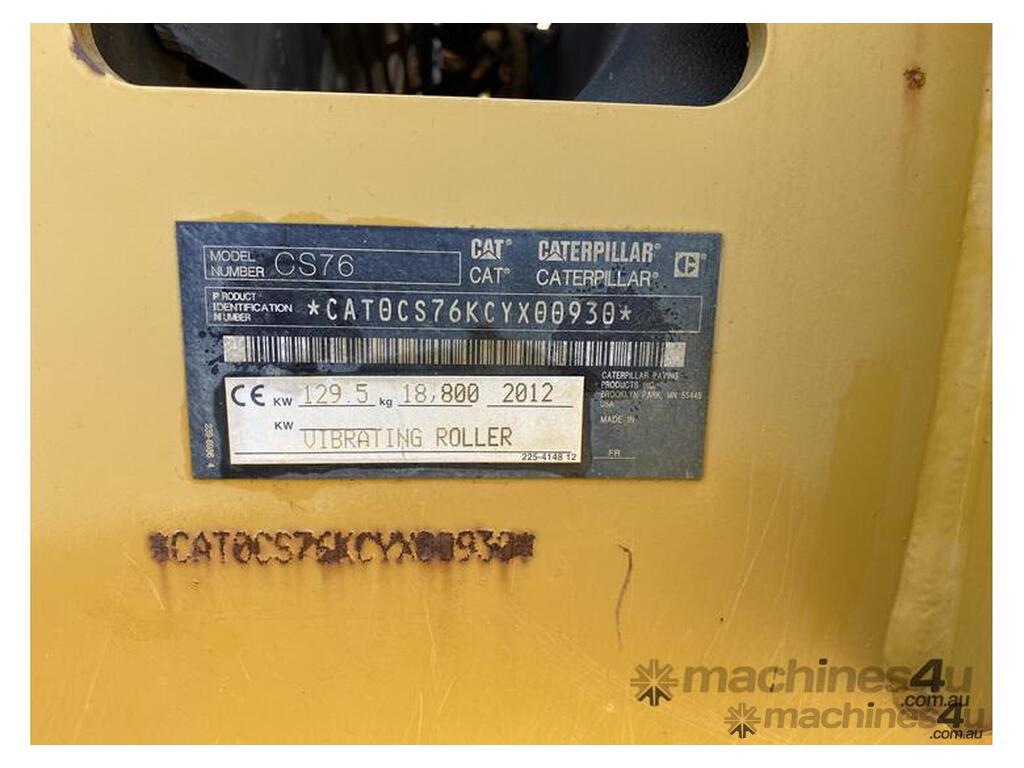 MODEL NUMBER CS76
CAT® CATERPILLAR®
CAT® CATERPILLAR®
PRODUCT IDENTIFICATION NUMBER *CAT0CS76KCYX00930*
CE KW 129.5 kg 18,800 2012
KW
VIBRATING ROLLER
225-4148 12
CATERPILLAR PAVING
PRODUCTS INC.
BROOKLYN PARK, MN 55445
USA
MADE IN
FR
*CAT0CS76KCYX00930*
machines4u
.com.au
machines4u
.com.au